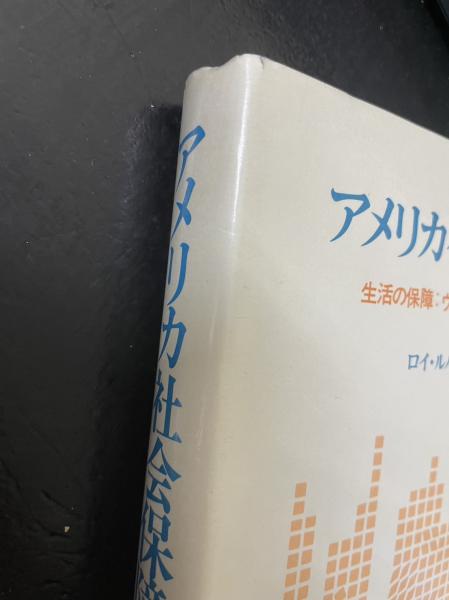 アメリカ社会保障
アメリカ
生活の保障:ウ
ロイ・ル